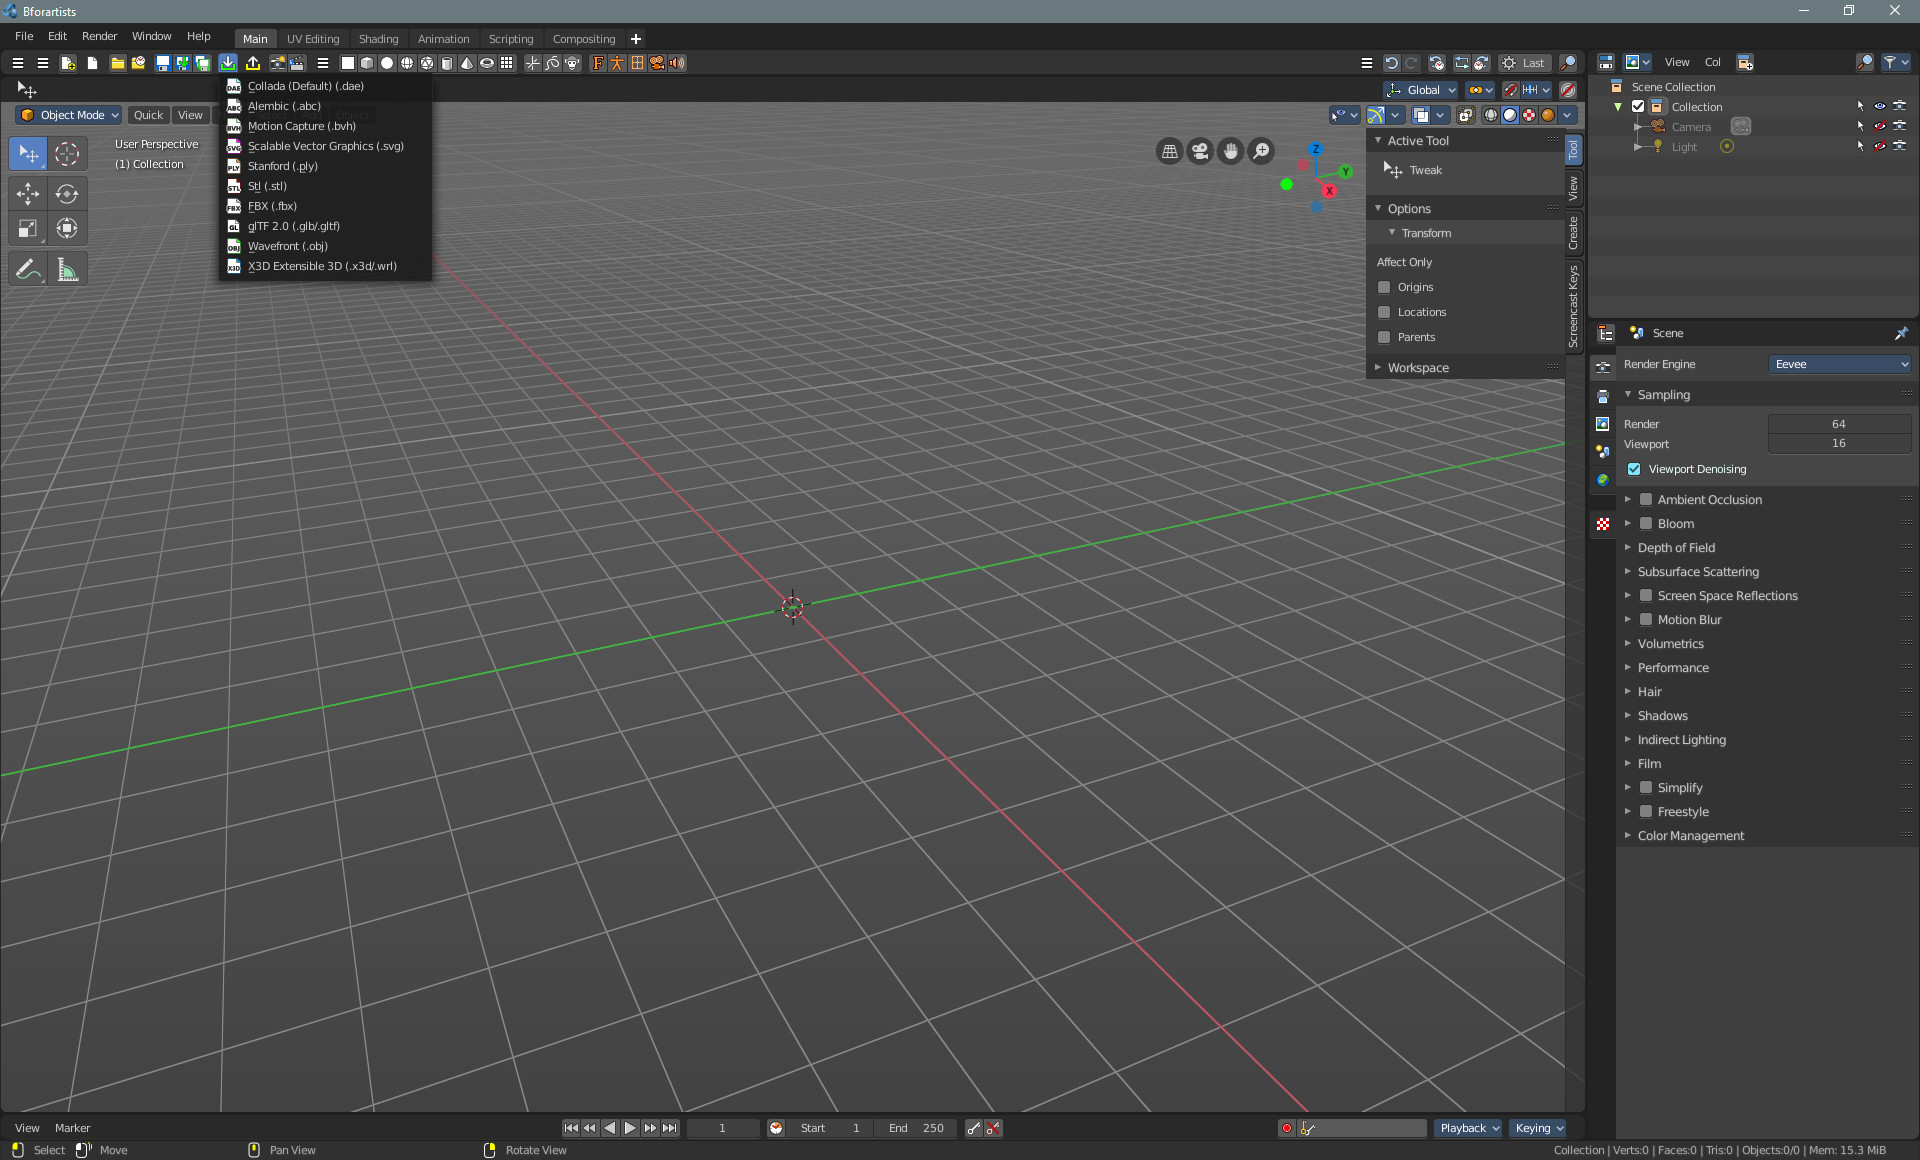 Bforartists
File Edit Render Window Help
Main UV Editing Shading Animation Scripting Compositing
Last
View Col
Collada (Default) (.dae)
Alembic (.abc)
Motion Capture (.bvh)
Scalable Vector Graphics (.svg)
Stanford (.ply)
Stl (.stl)
FBX (.fbx)
glTF 2.0 (.glb/.gltf)
Wavefront (.obj)
X3D Extensible 3D (.x3d/.wrl)
Global
Object Mode Quick View
User Perspective
(1) Collection
Z
Y
X
Active Tool
Tweak
Options
Transform
Affect Only
Origins
Locations
Parents
Workspace
Tool
View
Create
Screencast Keys
Scene Collection
Collection
Camera
Light
Scene
Render Engine Eevee
Sampling
Render 64
Viewport 16
Viewport Denoising
Ambient Occlusion
Bloom
Depth of Field
Subsurface Scattering
Screen Space Reflections
Motion Blur
Volumetrics
Performance
Hair
Shadows
Indirect Lighting
Film
Simplify
Freestyle
Color Management
View Marker 1 Start 1 End 250 Playback Keying
Select Move Pan View Rotate View Collection | Verts:0 | Faces:0 | Tris:0 | Objects:0/0 | Mem: 15.3 MiB